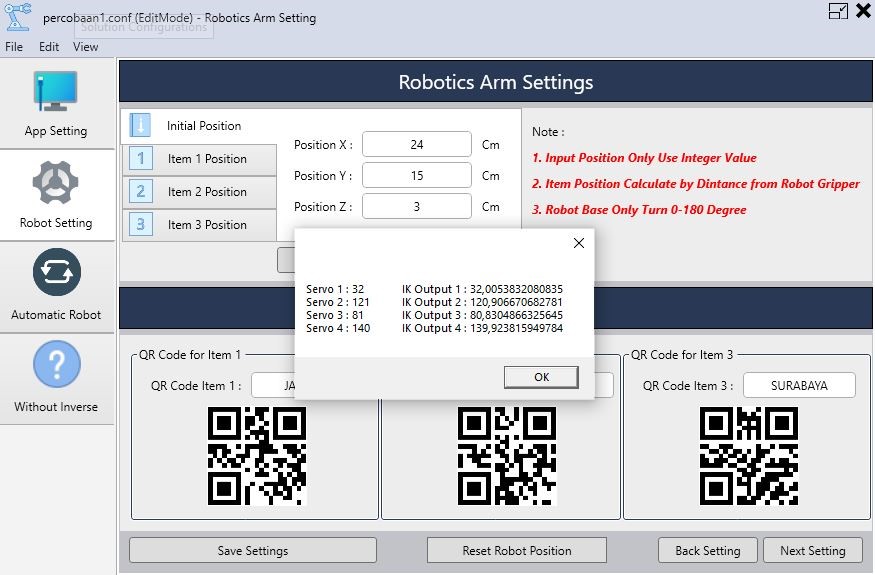 percobaan1.conf (EditMode) - Robotics Arm Setting
Solution Configurations
File Edit View
App Setting
Robot Setting
Automatic Robot
Without Inverse
Robotics Arm Settings
Initial Position
1 Item 1 Position
2 Item 2 Position
3 Item 3 Position
Position X : 24 Cm
Position Y : 15 Cm
Position Z : 3 Cm
Note :
1. Input Position Only Use Integer Value
2. Item Position Calculate by Dintance from Robot Gripper
3. Robot Base Only Turn 0-180 Degree
Servo 1 : 32 IK Output 1 : 32,0053832080835
Servo 2 : 121 IK Output 2 : 120,906670682781
Servo 3 : 81 IK Output 3 : 80,8304866325645
Servo 4 : 140 IK Output 4 : 139,923815949784
OK
QR Code for Item 1
QR Code Item 1 :
QR Code for Item 3
QR Code Item 3 : SURABAYA
Save Settings
Reset Robot Position
Back Setting
Next Setting